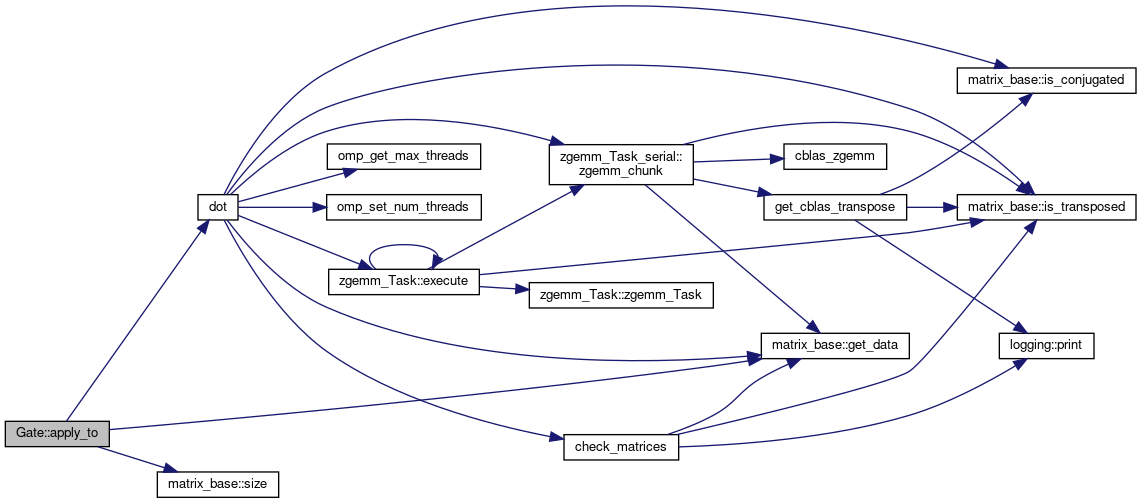 matrix_base::is_conjugated
omp_get_max_threads
zgemm_Task_serial::
zgemm_chunk
cblas_zgemm
dot
omp_set_num_threads
get_cblas_transpose
matrix_base::is_transposed
zgemm_Task::execute
zgemm_Task::zgemm_Task
matrix_base::get_data
logging::print
Gate::apply_to
check_matrices
matrix_base::size